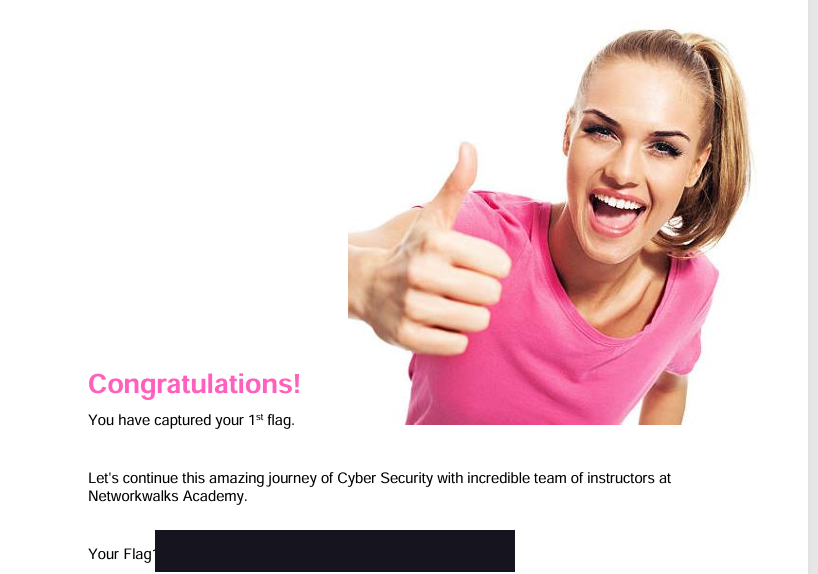 Congratulations!
You have captured your 1st flag.
Let's continue this amazing journey of Cyber Security with incredible team of instructors at
Networkwalks Academy.
Your Flag